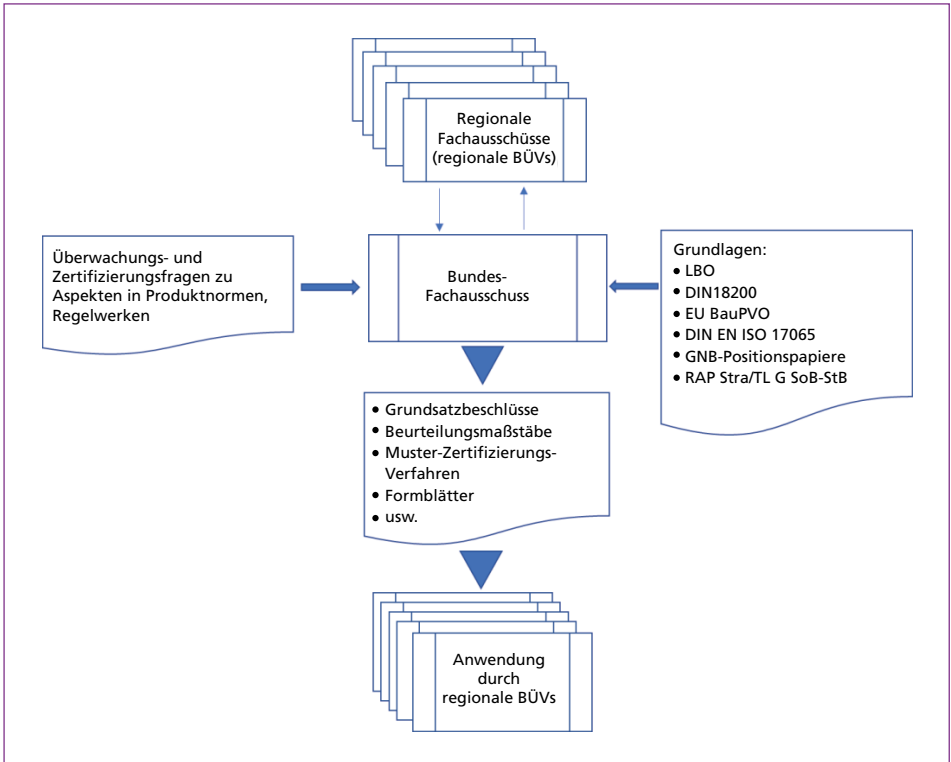 Regionale
Fachausschüsse
(regionale BÜVs)
Überwachungs- und
Zertifizierungsfragen zu
Aspekten in Produktnormen,
Regelwerken
Bundes-
Fachausschuss
Grundlagen:
• LBO
• DIN18200
• EU BauPVO
• DIN EN ISO 17065
• GNB-Positionspapiere
• RAP Stra/TL G SoB-StB
• Grundsatzbeschlüsse
• Beurteilungsmaßstäbe
• Muster-Zertifizierungs-
Verfahren
• Formblätter
• usw.
Anwendung
durch
regionale BÜVs